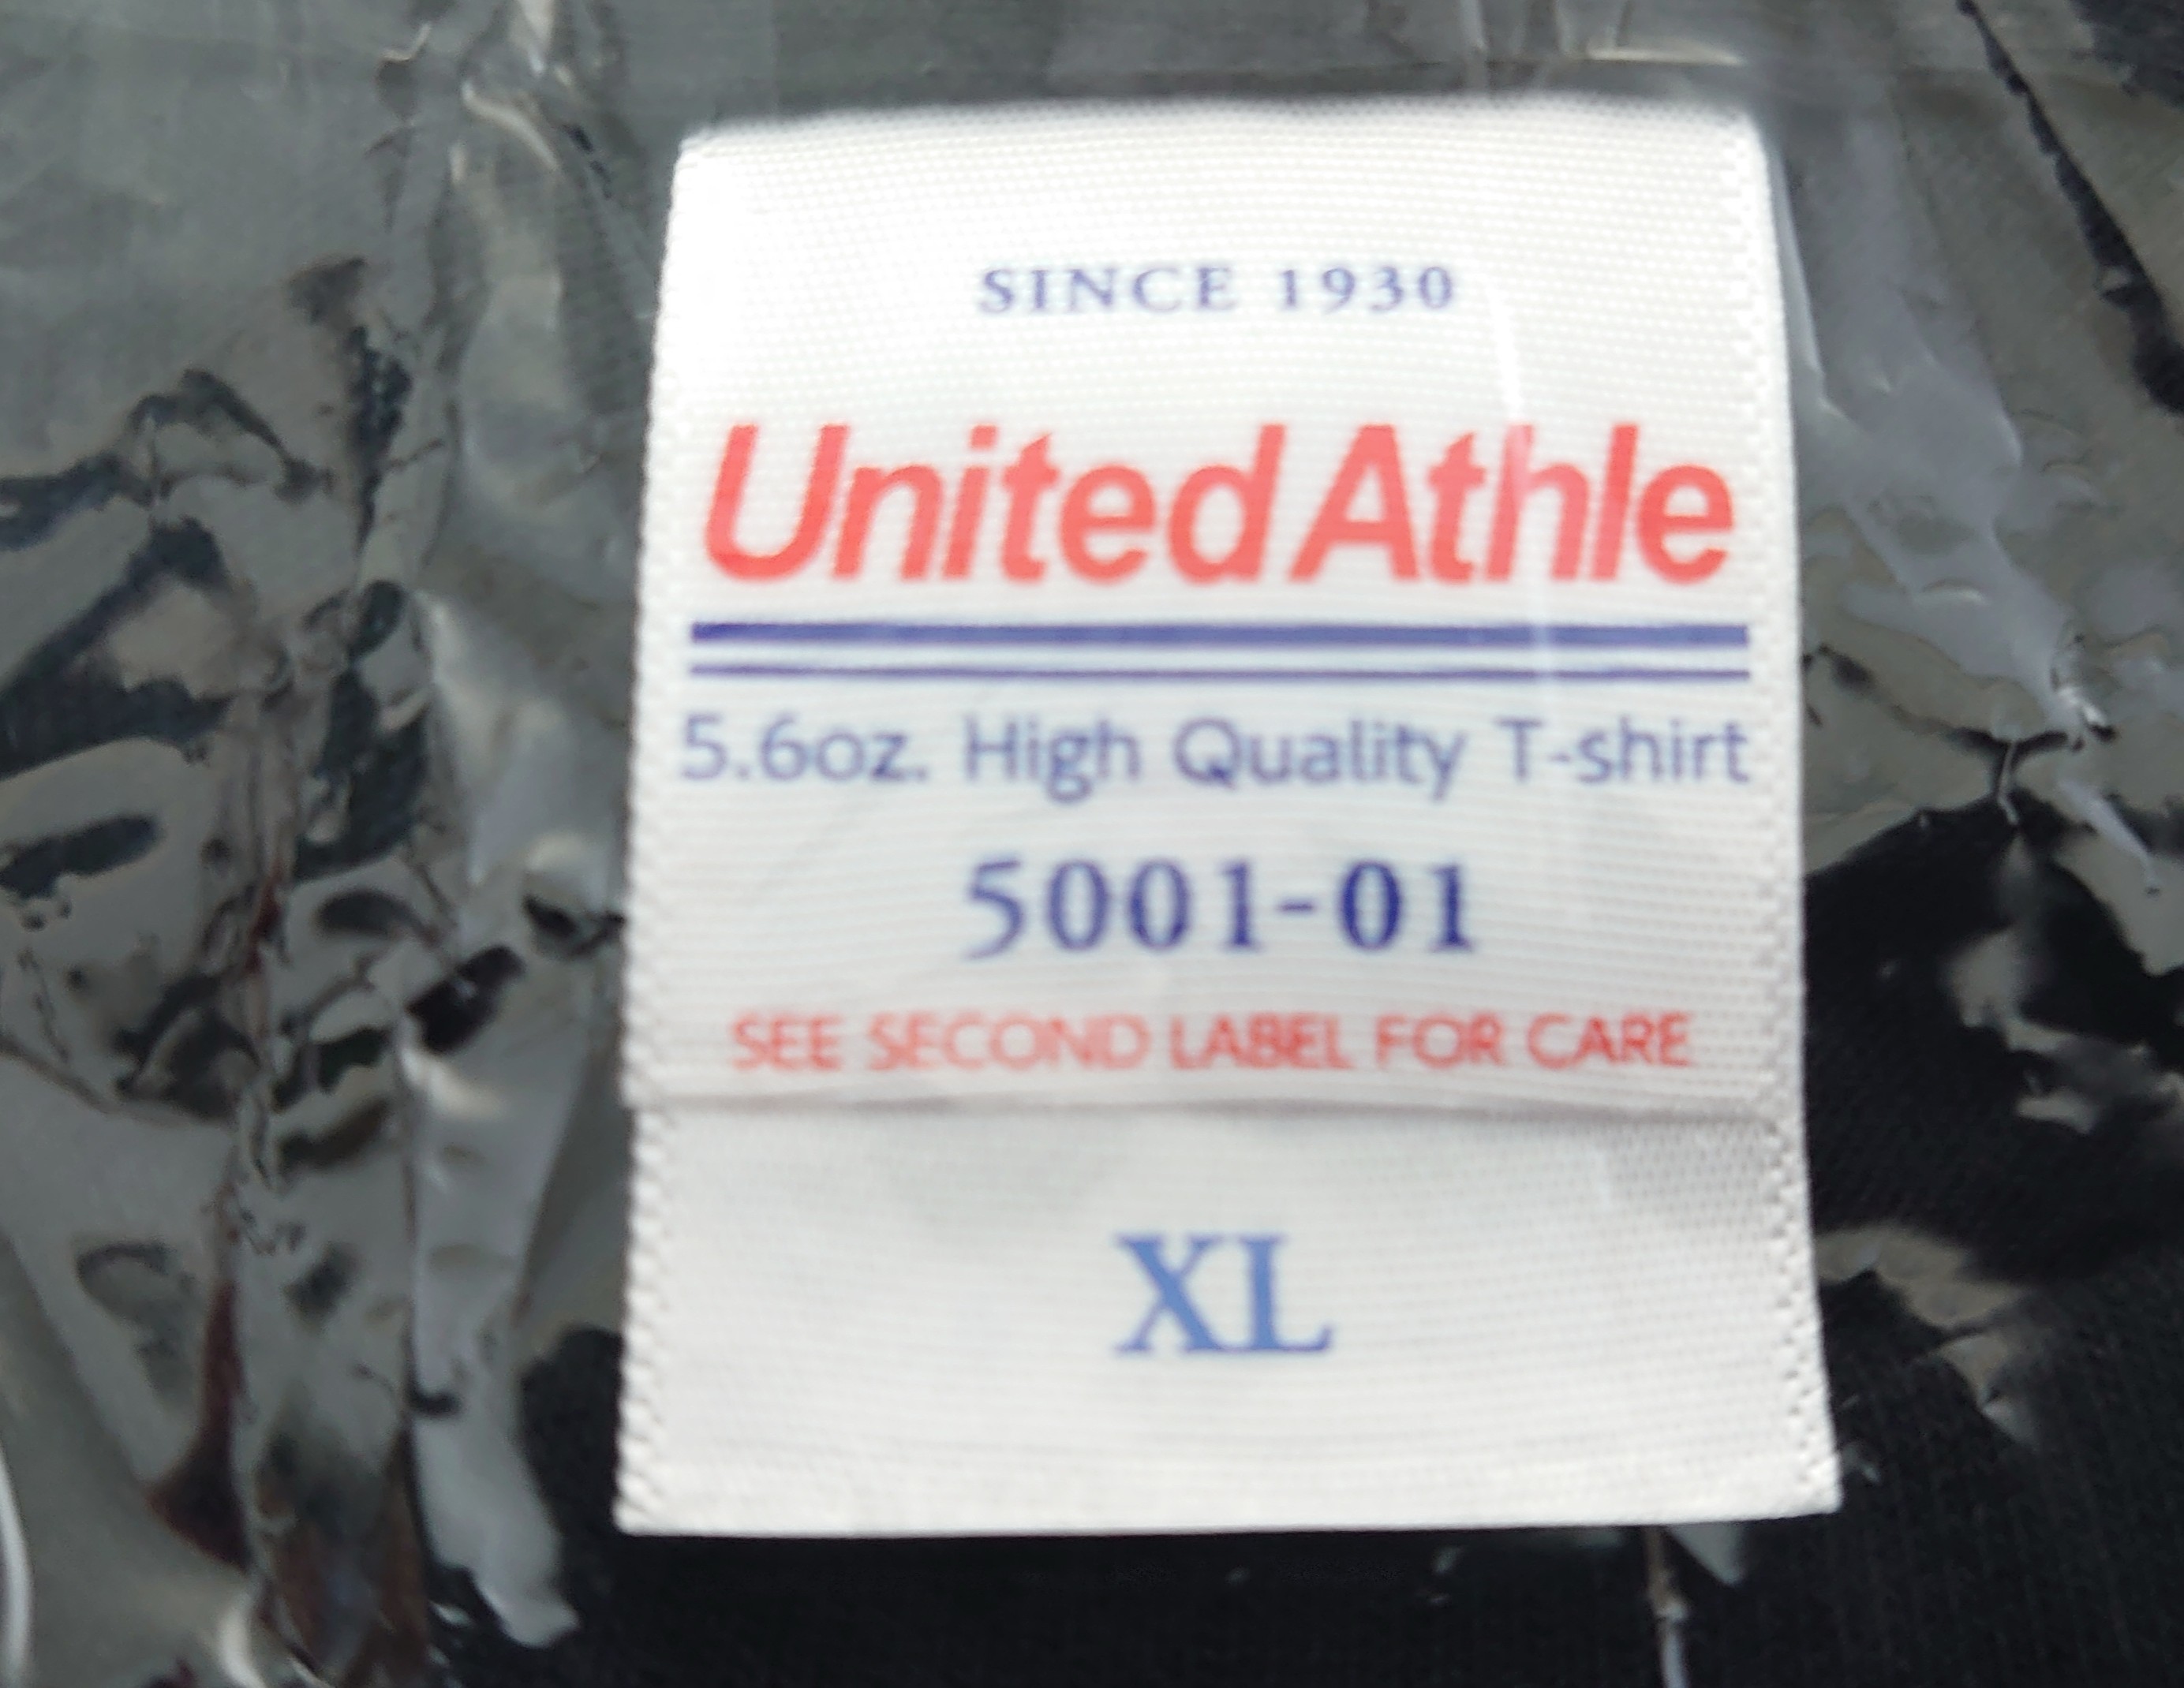 SINCE 1930
United Athle
5.6oz. High Quality T-shirt
5001-01
SEE SECOND LABEL FOR CARE
XL